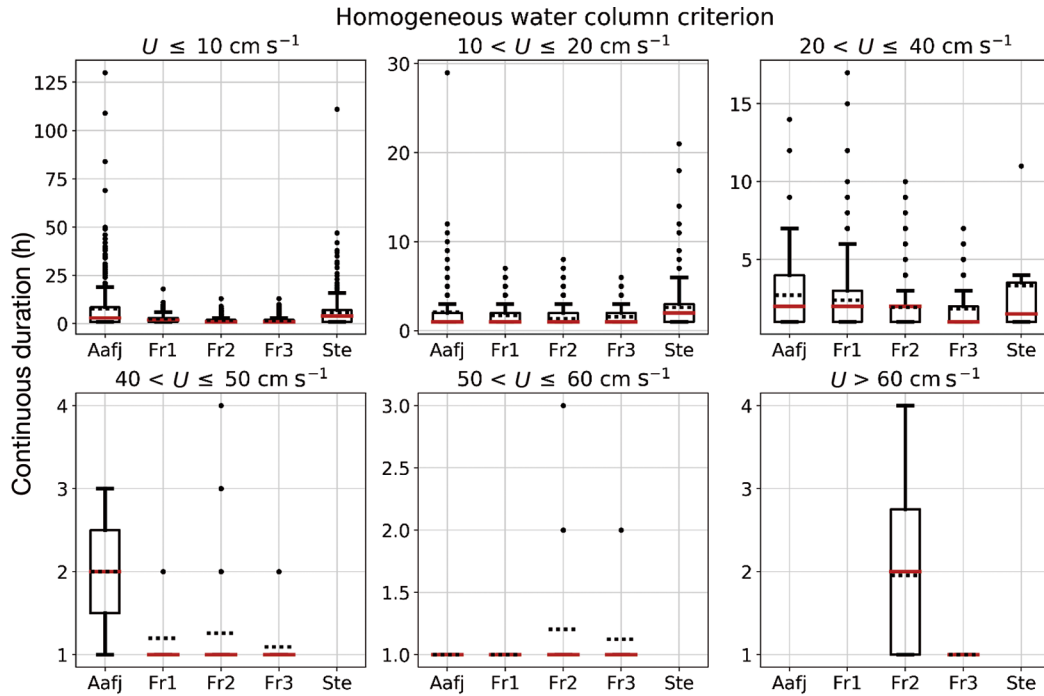 Homogeneous water column criterion
U ≤ 10 cm s⁻¹
10 < U ≤ 20 cm s⁻¹
20 < U ≤ 40 cm s⁻¹
Continuous duration (h)
125
100
75
50
25
0
Aafj Fr1 Fr2 Fr3 Ste
30
20
10
0
Aafj Fr1 Fr2 Fr3 Ste
15
10
5
Aafj Fr1 Fr2 Fr3 Ste
40 < U ≤ 50 cm s⁻¹
50 < U ≤ 60 cm s⁻¹
U > 60 cm s⁻¹
4
3
2
1
Aafj Fr1 Fr2 Fr3 Ste
3.0
2.5
2.0
1.5
1.0
Aafj Fr1 Fr2 Fr3 Ste
4
3
2
1
Aafj Fr1 Fr2 Fr3 Ste